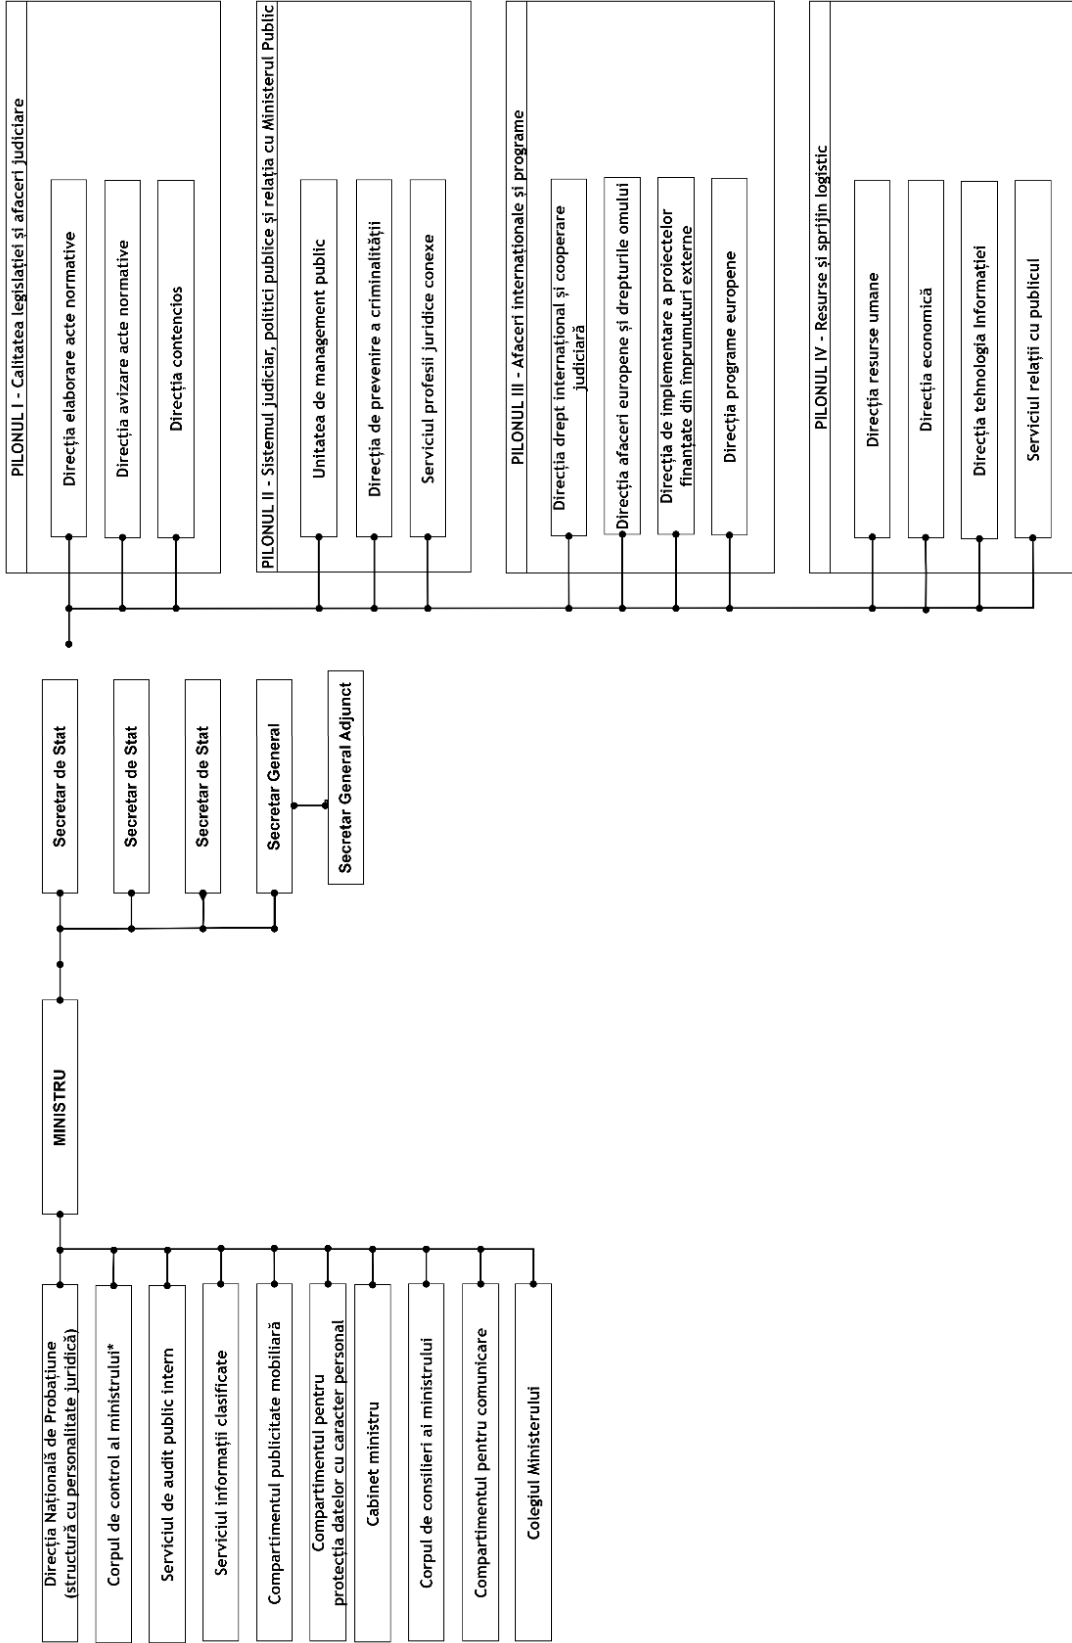 Direcția Națională de Probațiune
(structură cu personalitate juridică)
Corpul de control al ministrului*
Serviciul de audit public intern
Serviciul informații clasificate
Compartimentul publicitate mobiliară
Compartimentul pentru
protecția datelor cu caracter personal
Cabinet ministru
Corpul de consilieri ai ministrului
Compartimentul pentru comunicare
Colegiul Ministerului
MINISTRU
Secretar de Stat
Secretar de Stat
Secretar de Stat
Secretar General
Secretar General Adjunct
PILONUL I - Calitatea legislației și afaceri judiciare
Direcția elaborare acte normative
Direcția avizare acte normative
Direcția contencios
PILONUL II - Sistemul judiciar, politici publice și relația cu Ministerul Public
Unitatea de management public
Direcția de prevenire a criminalității
Serviciul profesii juridice conexe
PILONUL III - Afaceri internaționale și programe
Direcția drept internațional și cooperare
judiciară
Direcția afaceri europene și drepturile omului
Direcția de implementare a proiectelor
finanțate din împrumuturi externe
Direcția programe europene
PILONUL IV - Resurse și sprijin logistic
Direcția resurse umane
Direcția economică
Direcția tehnologia Informației
Serviciul relații cu publicul